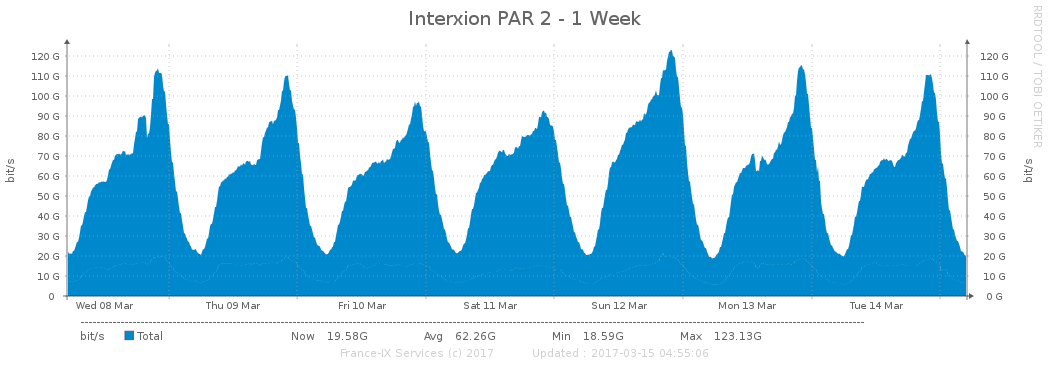 Interxion PAR 2 - 1 Week
RRDTOOL / TOBI OETIKER
bit/s
120 G
110 G
100 G
90 G
80 G
70 G
60 G
50 G
40 G
30 G
20 G
10 G
0
120 G
110 G
100 G
90 G
80 G
70 G
60 G
50 G
40 G
30 G
20 G
10 G
0 G
bit/s
Wed 08 Mar Thu 09 Mar Fri 10 Mar Sat 11 Mar Sun 12 Mar Mon 13 Mar Tue 14 Mar
bit/s Total Now 19.58G Avg 62.26G Min 18.59G Max 123.13G
France-IX Services (c) 2017 Updated : 2017-03-15 04:55:06